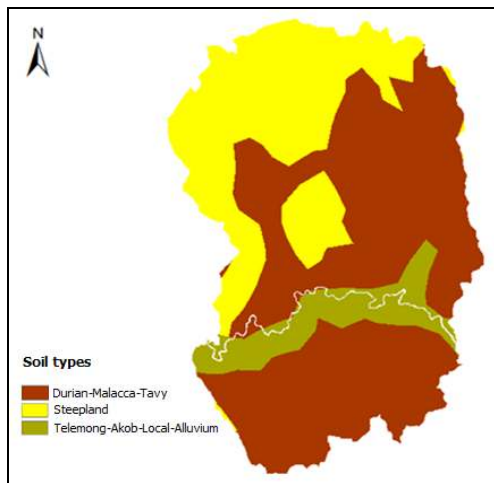 N
Soil types
Durian-Malacca-Tavy
Steepland
Telemong-Akob-Local-Alluvium